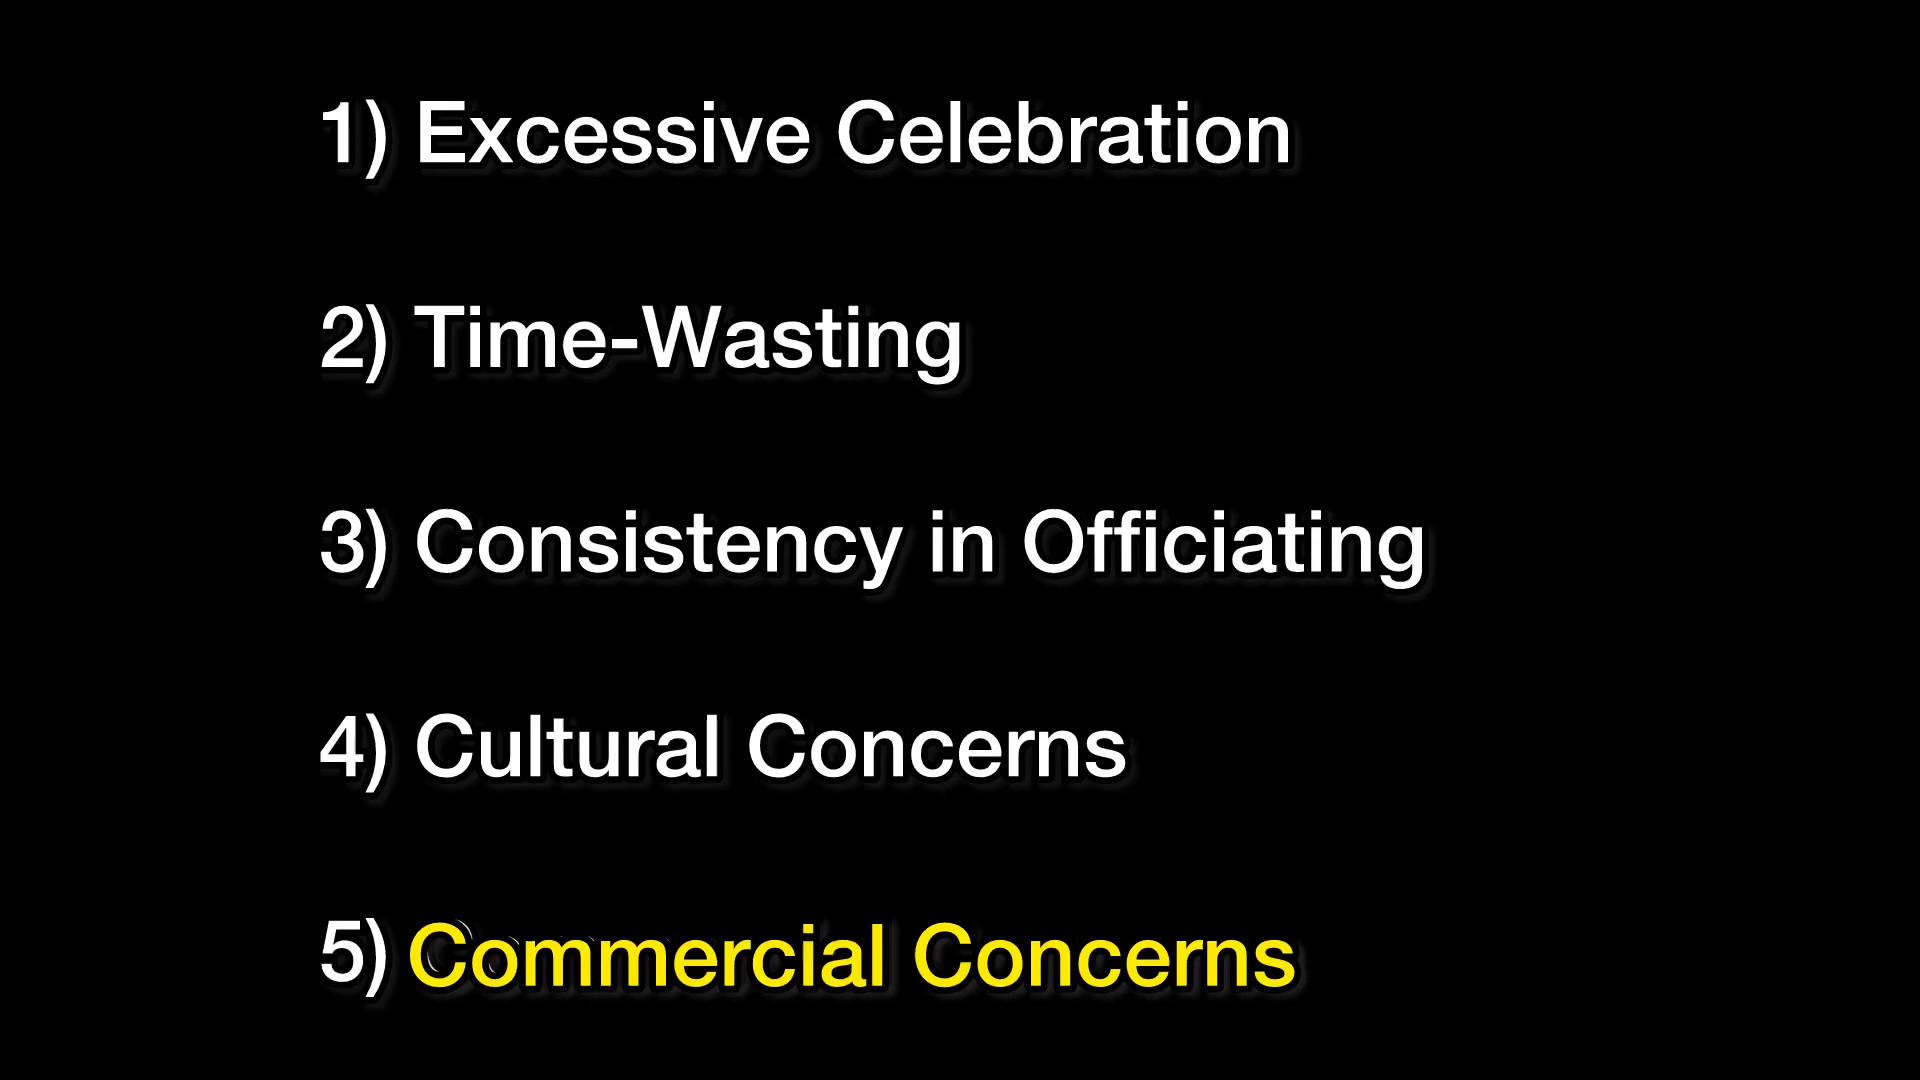 1) Excessive Celebration
2) Time-Wasting
3) Consistency in Officiating
4) Cultural Concerns
5) Commercial Concerns